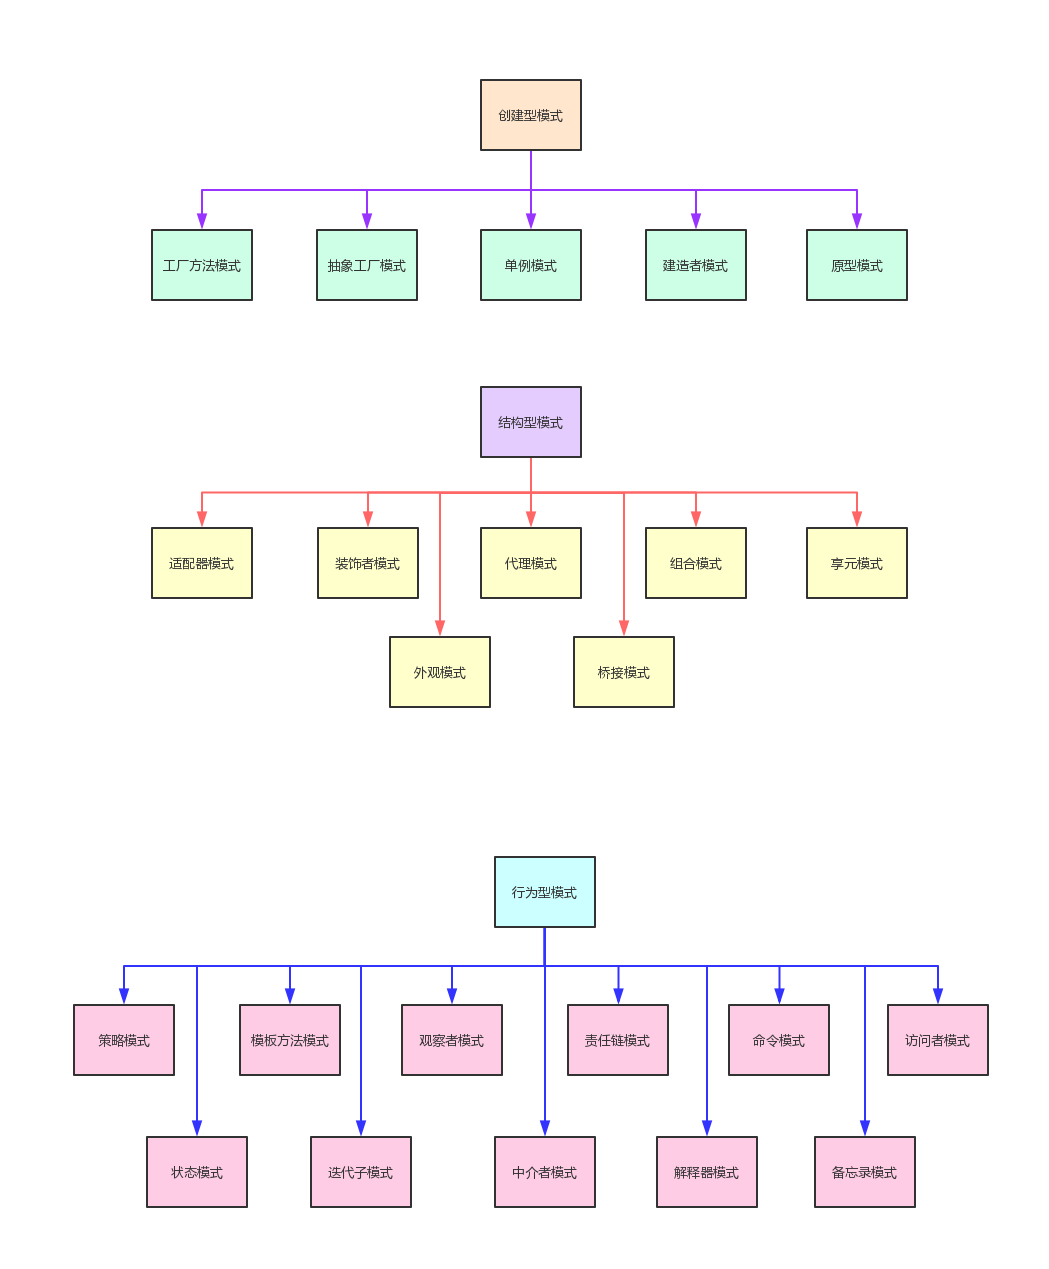 创建型模式
工厂方法模式
抽象工厂模式
单例模式
建造者模式
原型模式
结构型模式
适配器模式
装饰者模式
代理模式
组合模式
享元模式
外观模式
桥接模式
行为型模式
策略模式
模板方法模式
观察者模式
责任链模式
命令模式
访问者模式
状态模式
迭代子模式
中介者模式
解释器模式
备忘录模式